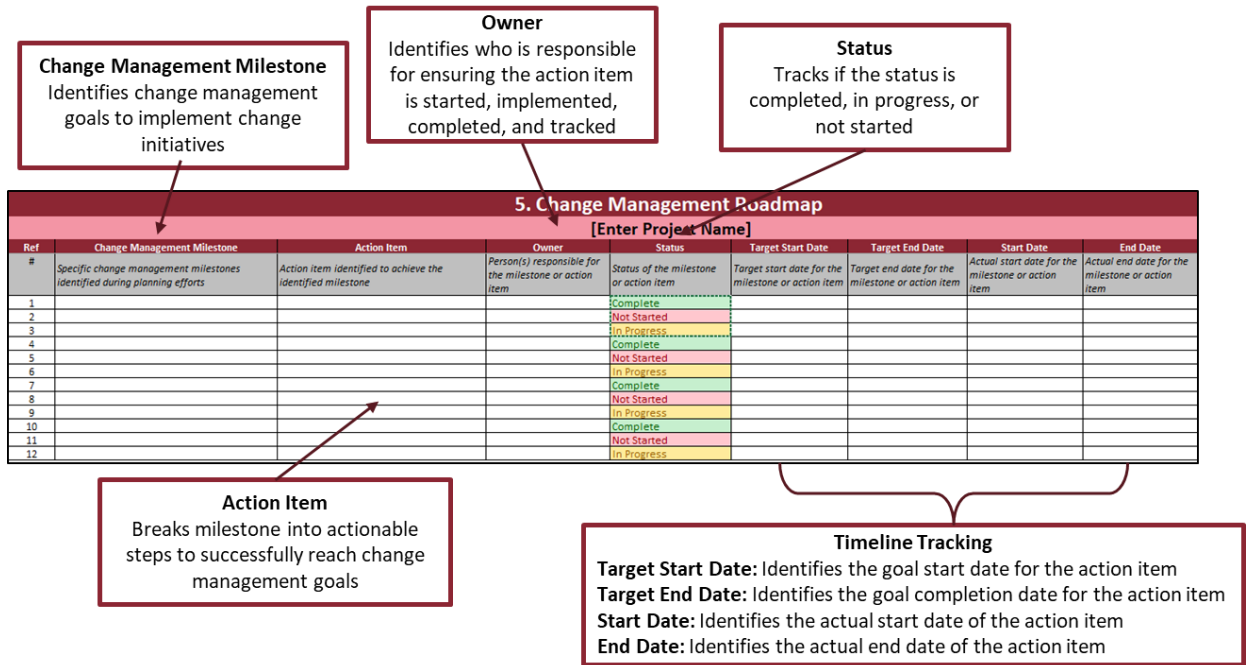 Owner
Identifies who is responsible
for ensuring the action item
is started, implemented,
completed, and tracked
Change Management Milestone
Identifies change management
goals to implement change
initiatives
Status
Tracks if the status is
completed, in progress, or
not started
5. Change Management Roadmap
[Enter Project Name]
Ref Change Management Milestone Action Item Owner Status Target Start Date Target End Date Start Date End Date
#
Specific change management milestones
identified during planning efforts
Action item identified to achieve the
identified milestone
Person(s) responsible for
the milestone or action
item
Status of the milestone
or action item
Target start date for the
milestone or action item
Target end date for the
milestone or action item
Actual start date for the
milestone or action
item
Actual end date for the
milestone or action
item
1 Complete
2 Not Started
3 In Progress
4 Complete
5 Not Started
6 In Progress
7 Complete
8 Not Started
9 In Progress
10 Complete
11 Not Started
12 In Progress
Action Item
Breaks milestone into actionable
steps to successfully reach change
management goals
Timeline Tracking
Target Start Date: Identifies the goal start date for the action item
Target End Date: Identifies the goal completion date for the action item
Start Date: Identifies the actual start date of the action item
End Date: Identifies the actual end date of the action item